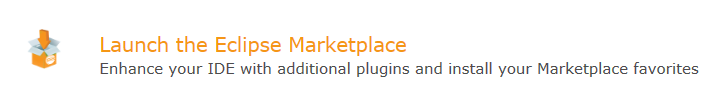 Launch the Eclipse Marketplace
Enhance your IDE with additional plugins and install your Marketplace favorites